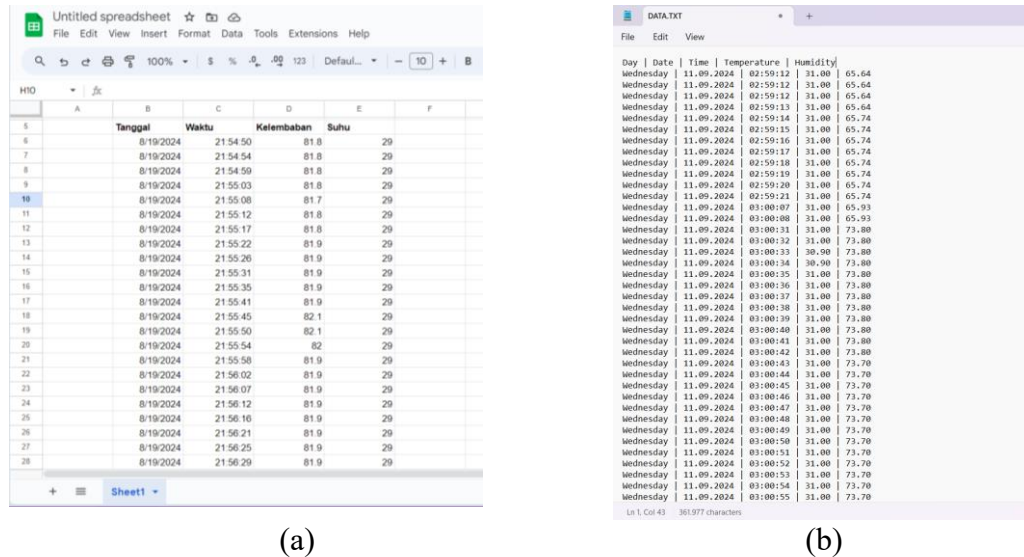 Untitled spreadsheet
File Edit View Insert Format Data Tools Extensions Help
100% $ % .0 .00 123 Defaul... - 10 + B
H10 fx
A B C D E F
5 Tanggal Waktu Kelembaban Suhu
6 8/19/2024 21:54:50 81.8 29
7 8/19/2024 21:54:54 81.8 29
8 8/19/2024 21:54:59 81.8 29
9 8/19/2024 21:55:03 81.8 29
10 8/19/2024 21:55:08 81.7 29
11 8/19/2024 21:55:12 81.8 29
12 8/19/2024 21:55:17 81.8 29
13 8/19/2024 21:55:22 81.9 29
14 8/19/2024 21:55:26 81.9 29
15 8/19/2024 21:55:31 81.9 29
16 8/19/2024 21:55:35 81.9 29
17 8/19/2024 21:55:41 81.9 29
18 8/19/2024 21:55:45 82.1 29
19 8/19/2024 21:55:50 82.1 29
20 8/19/2024 21:55:54 82 29
21 8/19/2024 21:55:58 81.9 29
22 8/19/2024 21:56:02 81.9 29
23 8/19/2024 21:56:07 81.9 29
24 8/19/2024 21:56:12 81.9 29
25 8/19/2024 21:56:16 81.9 29
26 8/19/2024 21:56:21 81.9 29
27 8/19/2024 21:56:25 81.9 29
28 8/19/2024 21:56:29 81.9 29
+ Sheet1
(a)
DATA.TXT +
File Edit View
Day | Date | Time | Temperature | Humidity
Wednesday | 11.09.2024 | 02:59:12 | 31.00 | 65.64
Wednesday | 11.09.2024 | 02:59:12 | 31.00 | 65.64
Wednesday | 11.09.2024 | 02:59:13 | 31.00 | 65.64
Wednesday | 11.09.2024 | 02:59:14 | 31.00 | 65.74
Wednesday | 11.09.2024 | 02:59:15 | 31.00 | 65.74
Wednesday | 11.09.2024 | 02:59:16 | 31.00 | 65.74
Wednesday | 11.09.2024 | 02:59:17 | 31.00 | 65.74
Wednesday | 11.09.2024 | 02:59:18 | 31.00 | 65.74
Wednesday | 11.09.2024 | 02:59:19 | 31.00 | 65.74
Wednesday | 11.09.2024 | 02:59:20 | 31.00 | 65.74
Wednesday | 11.09.2024 | 02:59:21 | 31.00 | 65.74
Wednesday | 11.09.2024 | 03:00:07 | 31.00 | 65.93
Wednesday | 11.09.2024 | 03:00:08 | 31.00 | 65.93
Wednesday | 11.09.2024 | 03:00:31 | 31.00 | 73.80
Wednesday | 11.09.2024 | 03:00:32 | 31.00 | 73.80
Wednesday | 11.09.2024 | 03:00:33 | 30.90 | 73.80
Wednesday | 11.09.2024 | 03:00:34 | 30.90 | 73.80
Wednesday | 11.09.2024 | 03:00:35 | 31.00 | 73.80
Wednesday | 11.09.2024 | 03:00:36 | 31.00 | 73.80
Wednesday | 11.09.2024 | 03:00:37 | 31.00 | 73.80
Wednesday | 11.09.2024 | 03:00:38 | 31.00 | 73.80
Wednesday | 11.09.2024 | 03:00:39 | 31.00 | 73.80
Wednesday | 11.09.2024 | 03:00:40 | 31.00 | 73.80
Wednesday | 11.09.2024 | 03:00:41 | 31.00 | 73.80
Wednesday | 11.09.2024 | 03:00:42 | 31.00 | 73.80
Wednesday | 11.09.2024 | 03:00:43 | 31.00 | 73.70
Wednesday | 11.09.2024 | 03:00:44 | 31.00 | 73.70
Wednesday | 11.09.2024 | 03:00:45 | 31.00 | 73.70
Wednesday | 11.09.2024 | 03:00:46 | 31.00 | 73.70
Wednesday | 11.09.2024 | 03:00:47 | 31.00 | 73.70
Wednesday | 11.09.2024 | 03:00:48 | 31.00 | 73.70
Wednesday | 11.09.2024 | 03:00:49 | 31.00 | 73.70
Wednesday | 11.09.2024 | 03:00:50 | 31.00 | 73.70
Wednesday | 11.09.2024 | 03:00:51 | 31.00 | 73.70
Wednesday | 11.09.2024 | 03:00:52 | 31.00 | 73.70
Wednesday | 11.09.2024 | 03:00:53 | 31.00 | 73.70
Wednesday | 11.09.2024 | 03:00:54 | 31.00 | 73.70
Wednesday | 11.09.2024 | 03:00:55 | 31.00 | 73.70
Ln 1, Col 43 361.977 characters
(b)